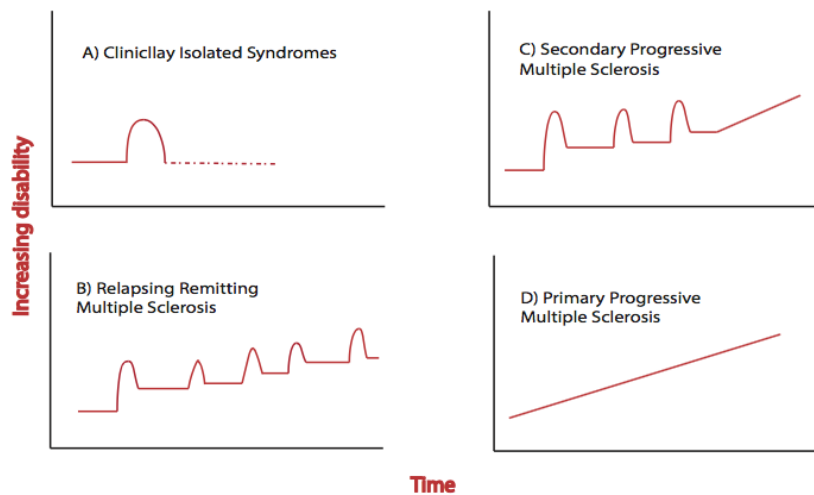 A) Clinicllay Isolated Syndromes
C) Secondary Progressive
Multiple Sclerosis
Increasing disability
B) Relapsing Remitting
Multiple Sclerosis
D) Primary Progressive
Multiple Sclerosis
Time